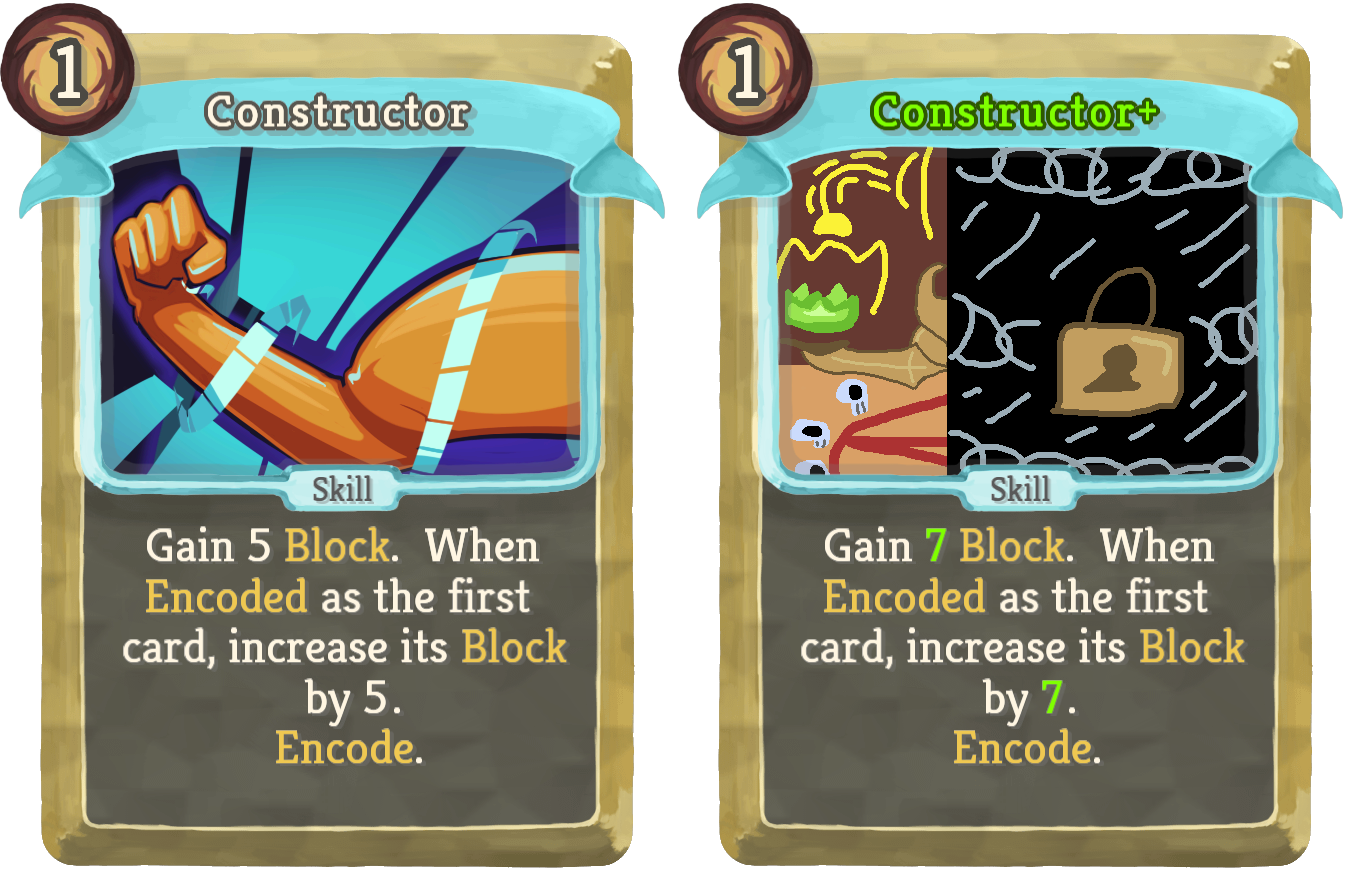 1
Constructor
Skill
Gain 5 Block. When
Encoded as the first
card, increase its Block
by 5.
Encode.
1
Constructor+
Skill
Gain 7 Block. When
Encoded as the first
card, increase its Block
by 7.
Encode.